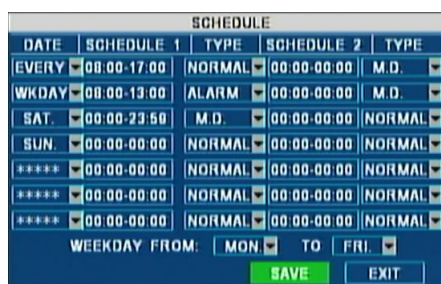 SCHEDULE
DATE SCHEDULE 1 TYPE SCHEDULE 2 TYPE
EVERY 08:00-17:00 NORMAL 00:00-00:00 M.D.
WKDAY 08:00-13:00 ALARM 00:00-00:00 M.D.
SAT. 00:00-23:50 M.D. 00:00-00:00 NORMAL
SUN. 00:00-00:00 NORMAL 00:00-00:00 NORMAL
***** 00:00-00:00 NORMAL 00:00-00:00 NORMAL
***** 00:00-00:00 NORMAL 00:00-00:00 NORMAL
***** 00:00-00:00 NORMAL 00:00-00:00 NORMAL
WEEKDAY FROM: MON. TO FRI.
SAVE EXIT